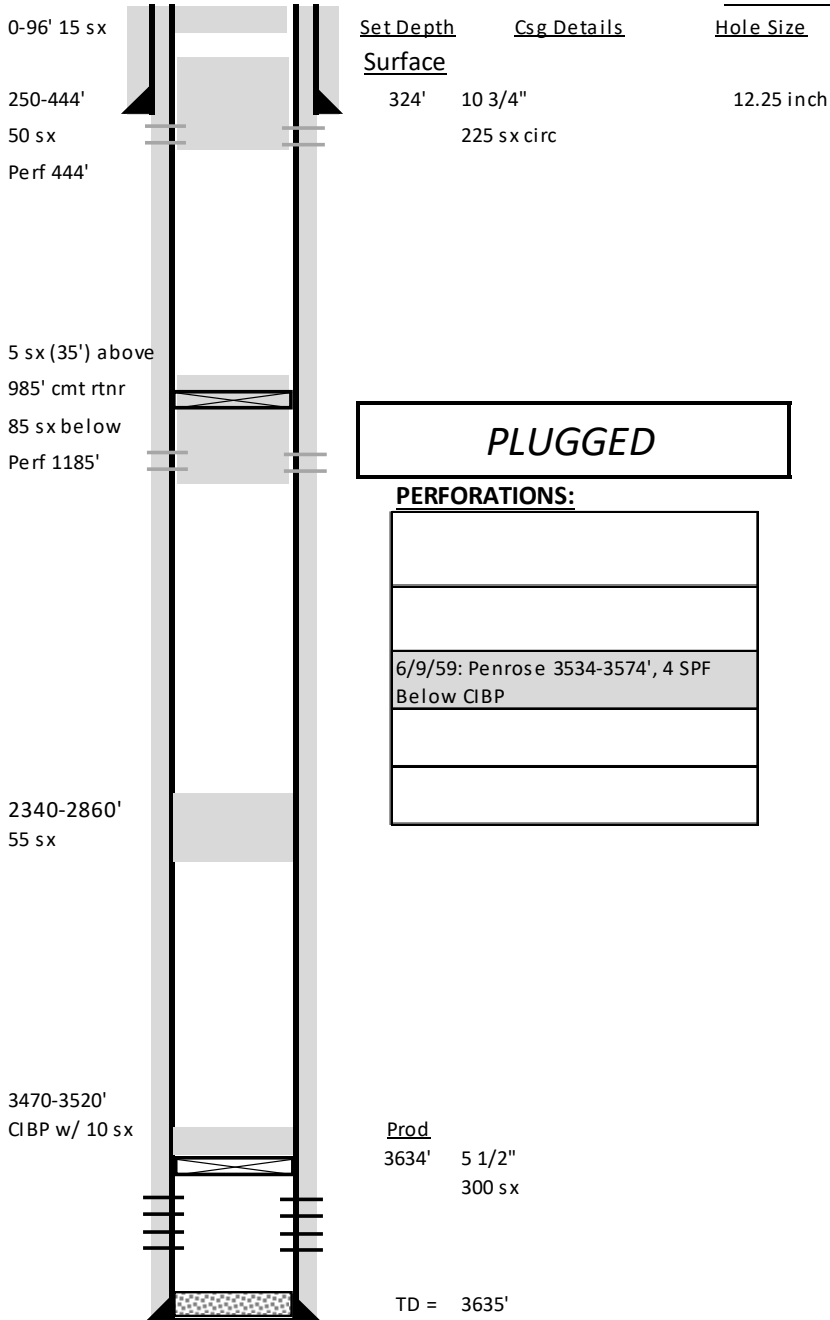 0-96' 15 sx
Set Depth Csg Details Hole Size
Surface
250-444' 324' 10 3/4" 12.25 inch
50 sx 225 sx circ
Perf 444'
5 sx (35') above
985' cmt rtnr
85 sx below
Perf 1185'
PLUGGED
PERFORATIONS:
6/9/59: Penrose 3534-3574', 4 SPF
Below CIBP
2340-2860'
55 sx
3470-3520'
CIBP w/ 10 sx
Prod
3634' 5 1/2"
300 sx
TD = 3635'